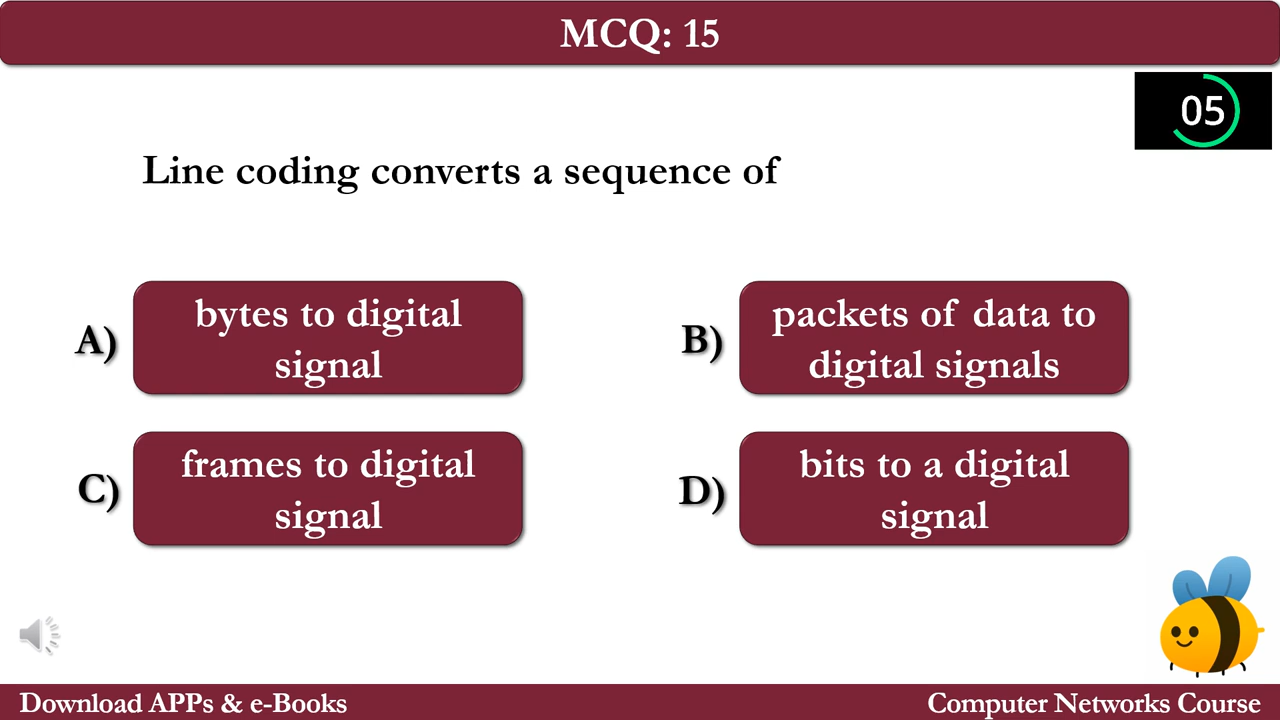 MCQ: 15
05
Line coding converts a sequence of
A)
bytes to digital
signal
B)
packets of data to
digital signals
C)
frames to digital
signal
D)
bits to a digital
signal
Download APPs & e-Books
Computer Networks Course